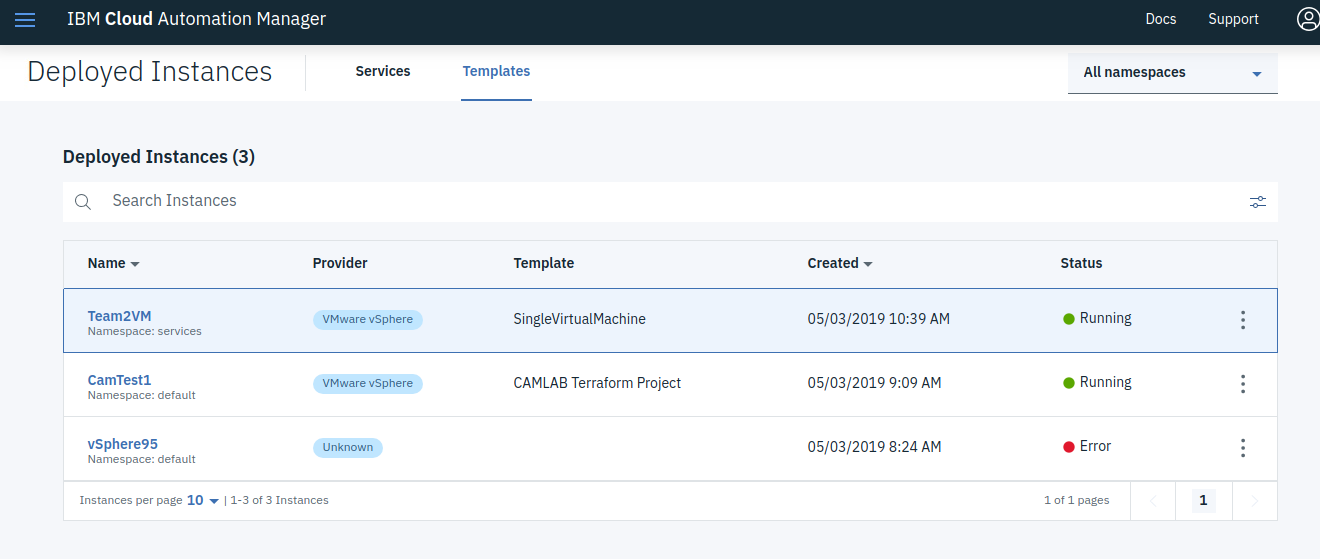 IBM Cloud Automation Manager
Docs Support
Deployed Instances
Services Templates
All namespaces
Deployed Instances (3)
Search Instances
Name Provider Template Created Status
Team2VM
Namespace: services
VMware vSphere SingleVirtualMachine 05/03/2019 10:39 AM Running
CamTest1
Namespace: default
VMware vSphere CAMLAB Terraform Project 05/03/2019 9:09 AM Running
vSphere95
Namespace: default
Unknown 05/03/2019 8:24 AM Error
Instances per page 10 | 1-3 of 3 Instances 1 of 1 pages 1